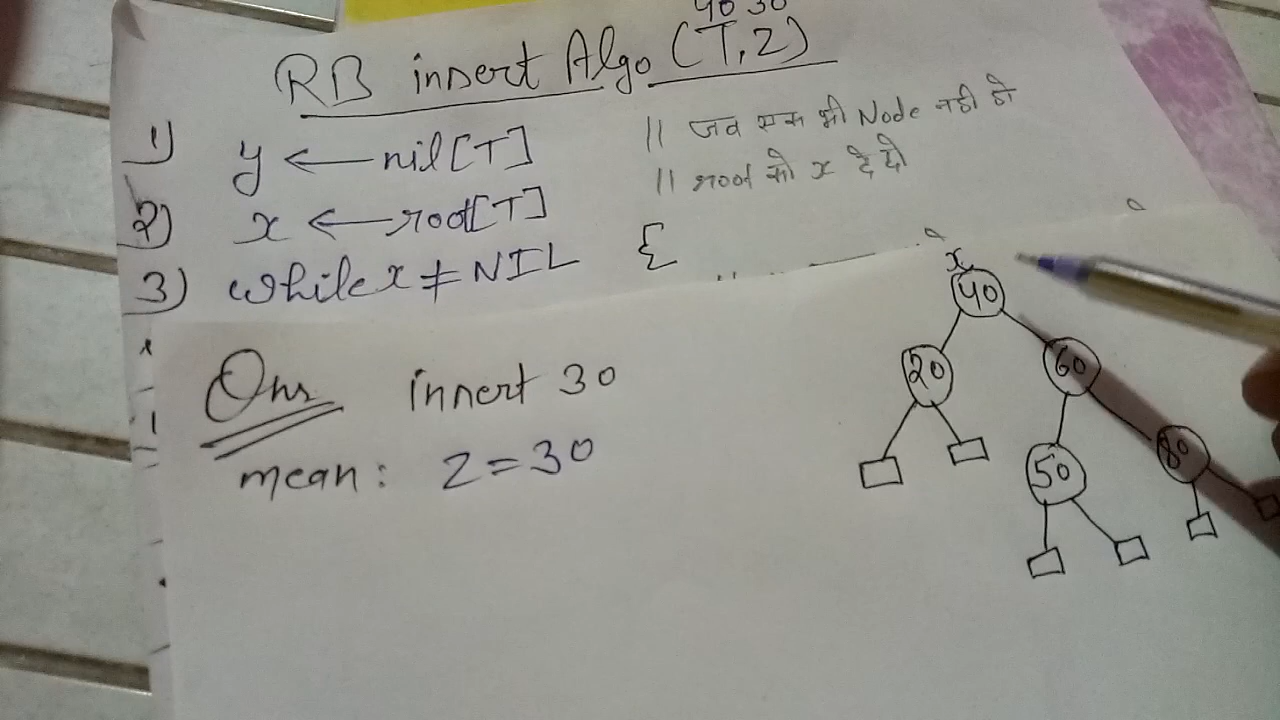 40 30
RB insert Algo (T,z)
1) y ← nil[T] || जब एक भी Node नही हो
2) x ← root[T] || root को x दे दो
3) while x ≠ NIL {
x
40
Ons insert 30
20 60
mean: z=30
50 80